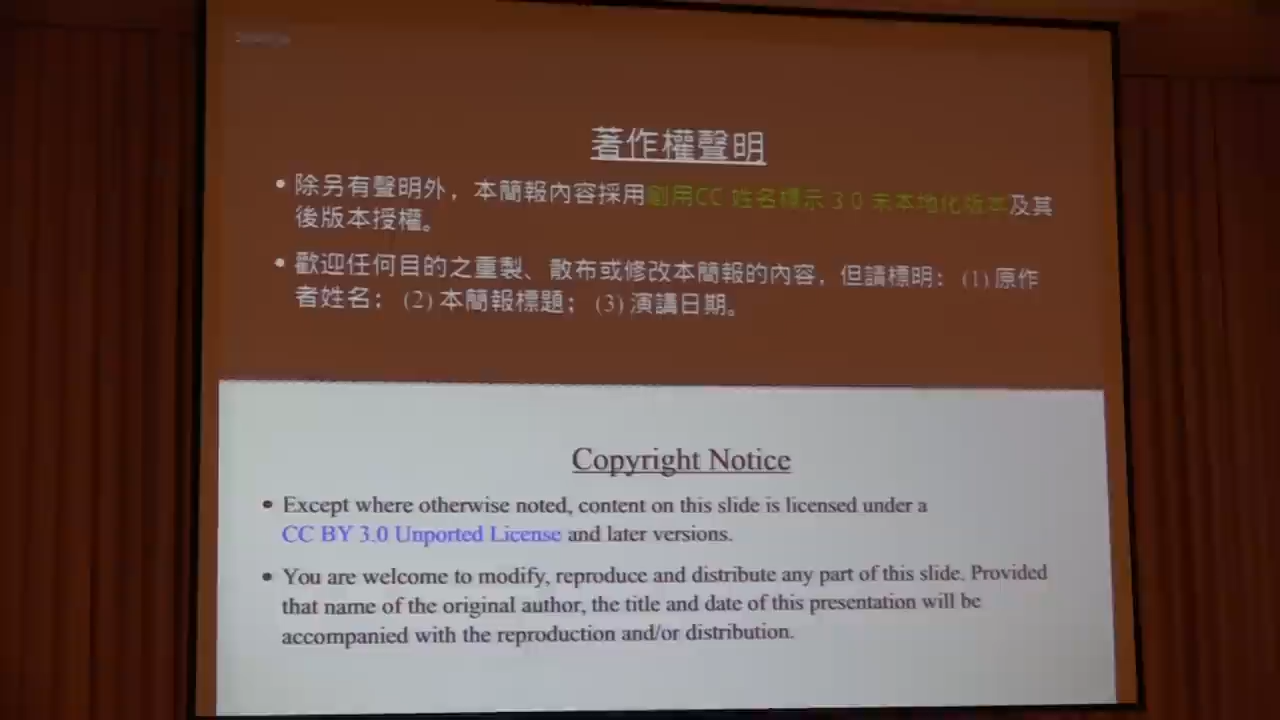 著作權聲明
• 除另有聲明外，本簡報內容採用創用CC 姓名標示 3.0 未本地化版本及其
後版本授權。
• 歡迎任何目的之重製、散布或修改本簡報的內容，但請標明： (1) 原作
者姓名； (2) 本簡報標題； (3) 演講日期。
Copyright Notice
• Except where otherwise noted, content on this slide is licensed under a
CC BY 3.0 Unported License and later versions.
• You are welcome to modify, reproduce and distribute any part of this slide. Provided
that name of the original author, the title and date of this presentation will be
accompanied with the reproduction and/or distribution.